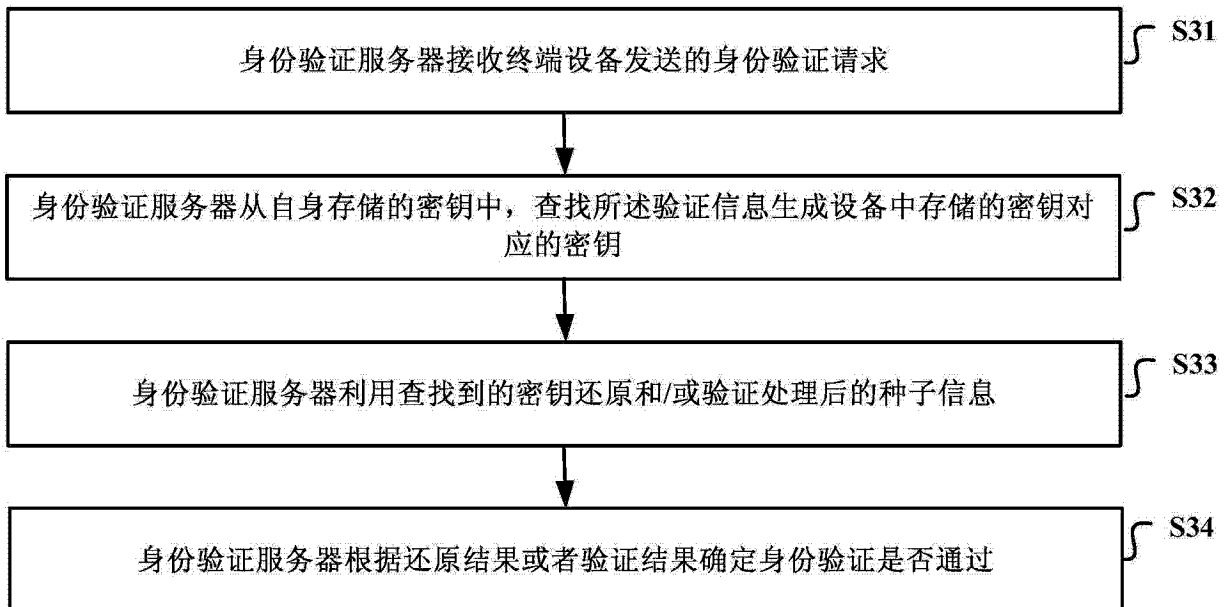 身份验证服务器接收终端设备发送的身份验证请求
S31
身份验证服务器从自身存储的密钥中，查找所述验证信息生成设备中存储的密钥对
应的密钥
S32
身份验证服务器利用查找到的密钥还原和/或验证处理后的种子信息
S33
身份验证服务器根据还原结果或者验证结果确定身份验证是否通过
S34